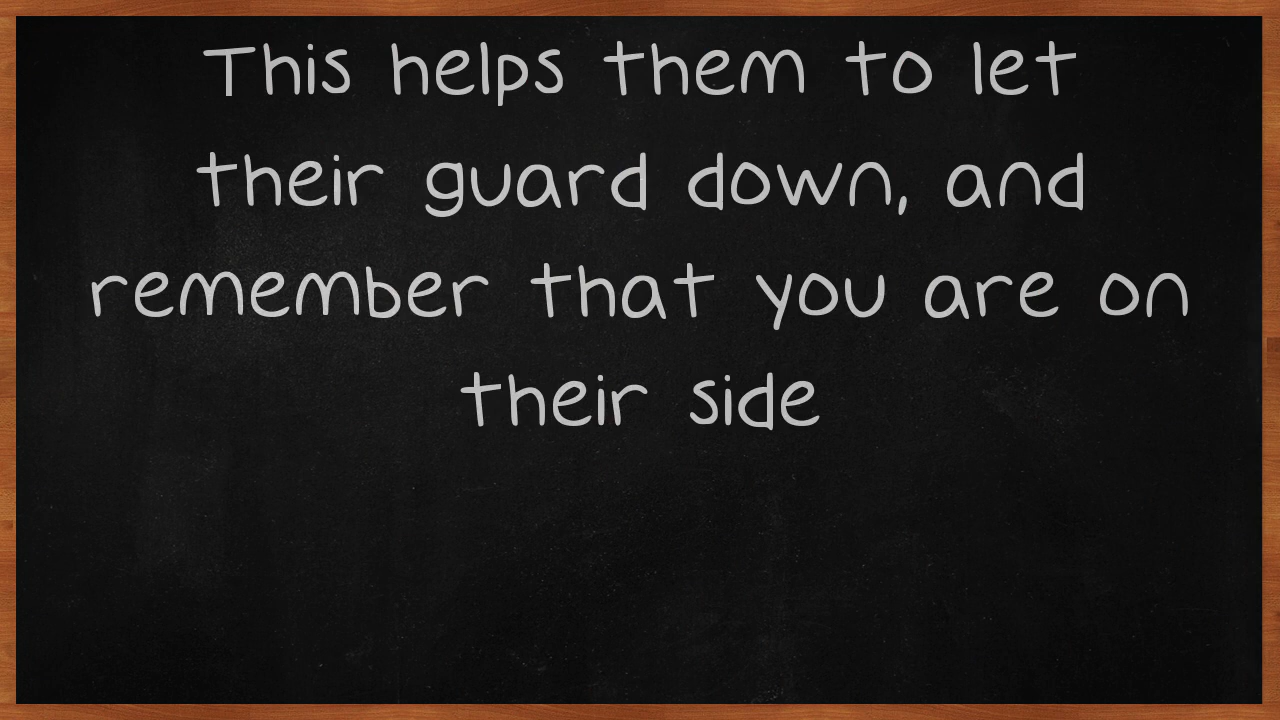 This helps them to let
their guard down, and
remember that you are on
their side